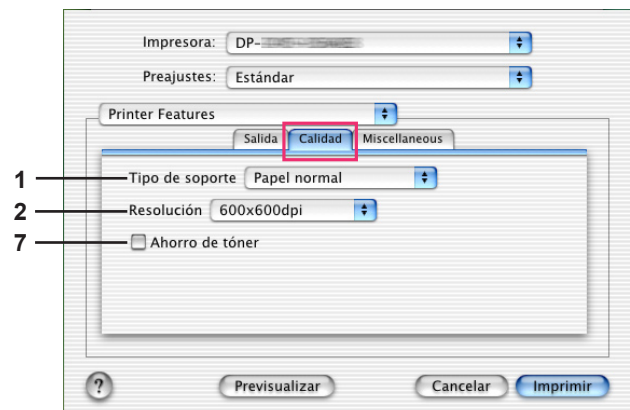 Impresora: DP-
Preajustes: Estándar
Printer Features
Salida Calidad Miscellaneous
1 Tipo de soporte Papel normal
2 Resolución 600x600dpi
7 Ahorro de tóner
? Previsualizar Cancelar Imprimir